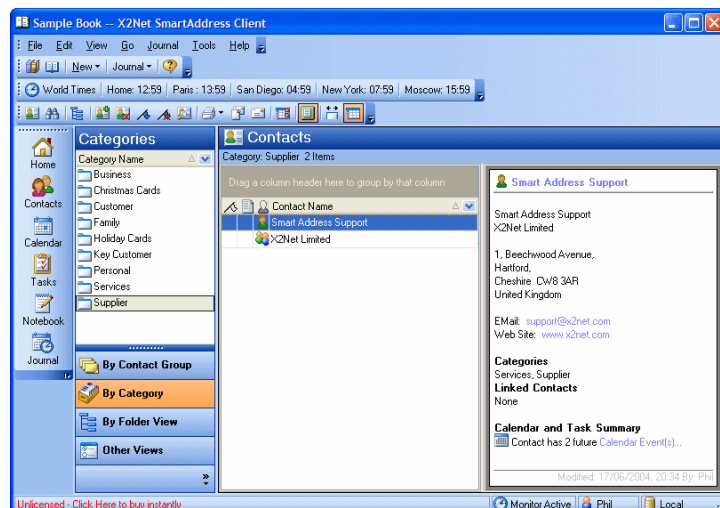 Sample Book -- X2Net SmartAddress Client
File Edit View Go Journal Tools Help
New Journal
World Times Home: 12:59 Paris : 13:59 San Diego: 04:59 New York: 07:59 Moscow: 15:59
Home
Contacts
Calendar
Tasks
Notebook
Journal
Categories
Category Name
Business
Christmas Cards
Customer
Family
Holiday Cards
Key Customer
Personal
Services
Supplier
By Contact Group
By Category
By Folder View
Other Views
Contacts
Category: Supplier 2 Items
Drag a column header here to group by that column
Contact Name
Smart Address Support
X2Net Limited
Smart Address Support
Smart Address Support
X2Net Limited
1, Beechwood Avenue,
Hartford,
Cheshire CW8 3AR
United Kingdom
EMail: support@x2net.com
Web Site: www.x2net.com
Categories
Services, Supplier
Linked Contacts
None
Calendar and Task Summary
Contact has 2 future Calendar Event(s)...
Modified: 17/06/2004, 20:34 By: Phil
Unlicensed - Click Here to buy instantly
Monitor Active Phil Local